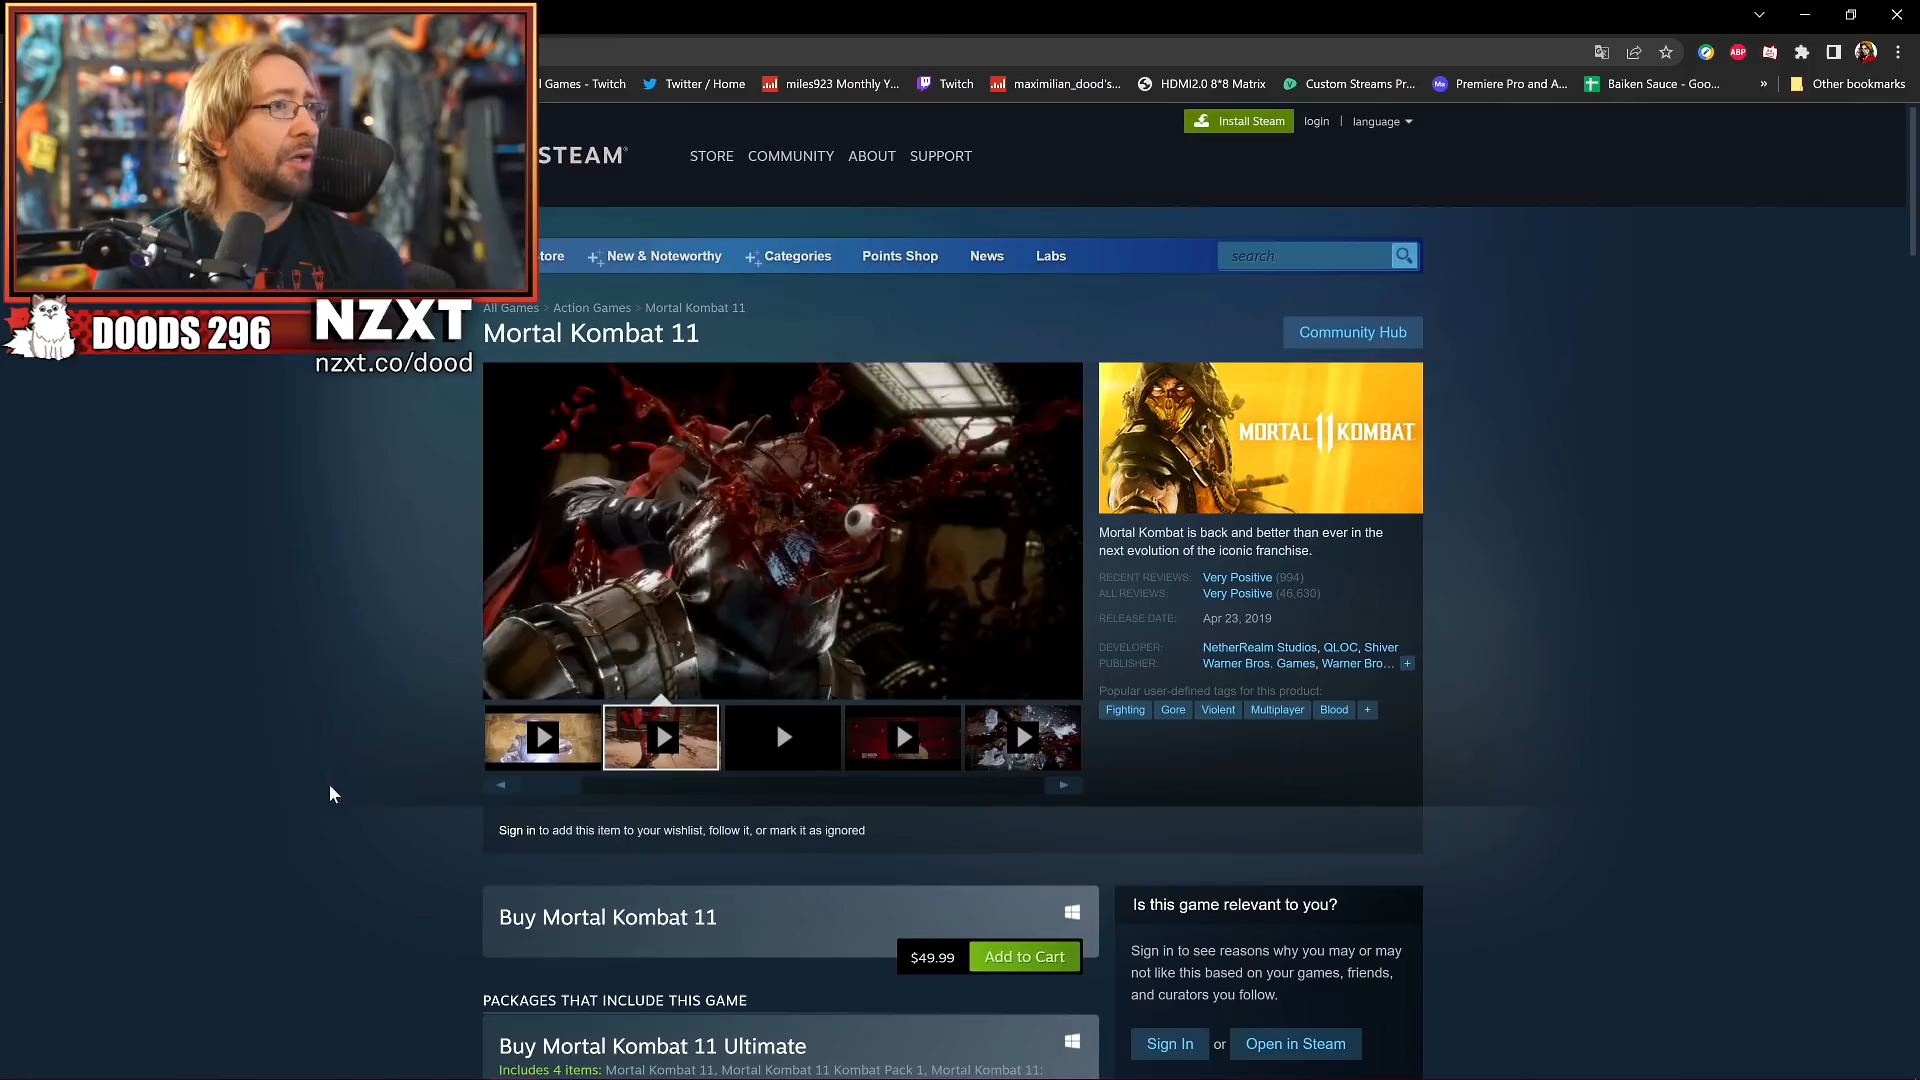 l Games - Twitch
Twitter / Home
miles923 Monthly Y...
Twitch
maximilian_dood's...
HDMI2.0 8*8 Matrix
Custom Streams Pr...
Premiere Pro and A...
Baiken Sauce - Goo...
»
Other bookmarks
ABP
Install Steam
login
language
STEAM
STORE
COMMUNITY
ABOUT
SUPPORT
tore
New & Noteworthy
Categories
Points Shop
News
Labs
search
DOODS 296
NZXT
nzxt.co/dood
All Games > Action Games > Mortal Kombat 11
Mortal Kombat 11
Community Hub
MORTAL 11 KOMBAT
Mortal Kombat is back and better than ever in the
next evolution of the iconic franchise.
RECENT REVIEWS: Very Positive (994)
ALL REVIEWS: Very Positive (46,630)
RELEASE DATE: Apr 23, 2019
DEVELOPER: NetherRealm Studios, QLOC, Shiver
PUBLISHER: Warner Bros. Games, Warner Bro... +
Popular user-defined tags for this product:
Fighting Gore Violent Multiplayer Blood +
Sign in to add this item to your wishlist, follow it, or mark it as ignored
Buy Mortal Kombat 11
$49.99
Add to Cart
PACKAGES THAT INCLUDE THIS GAME
Buy Mortal Kombat 11 Ultimate
Includes 4 items: Mortal Kombat 11, Mortal Kombat 11 Kombat Pack 1, Mortal Kombat 11:
Is this game relevant to you?
Sign in to see reasons why you may or may
not like this based on your games, friends,
and curators you follow.
Sign In or Open in Steam